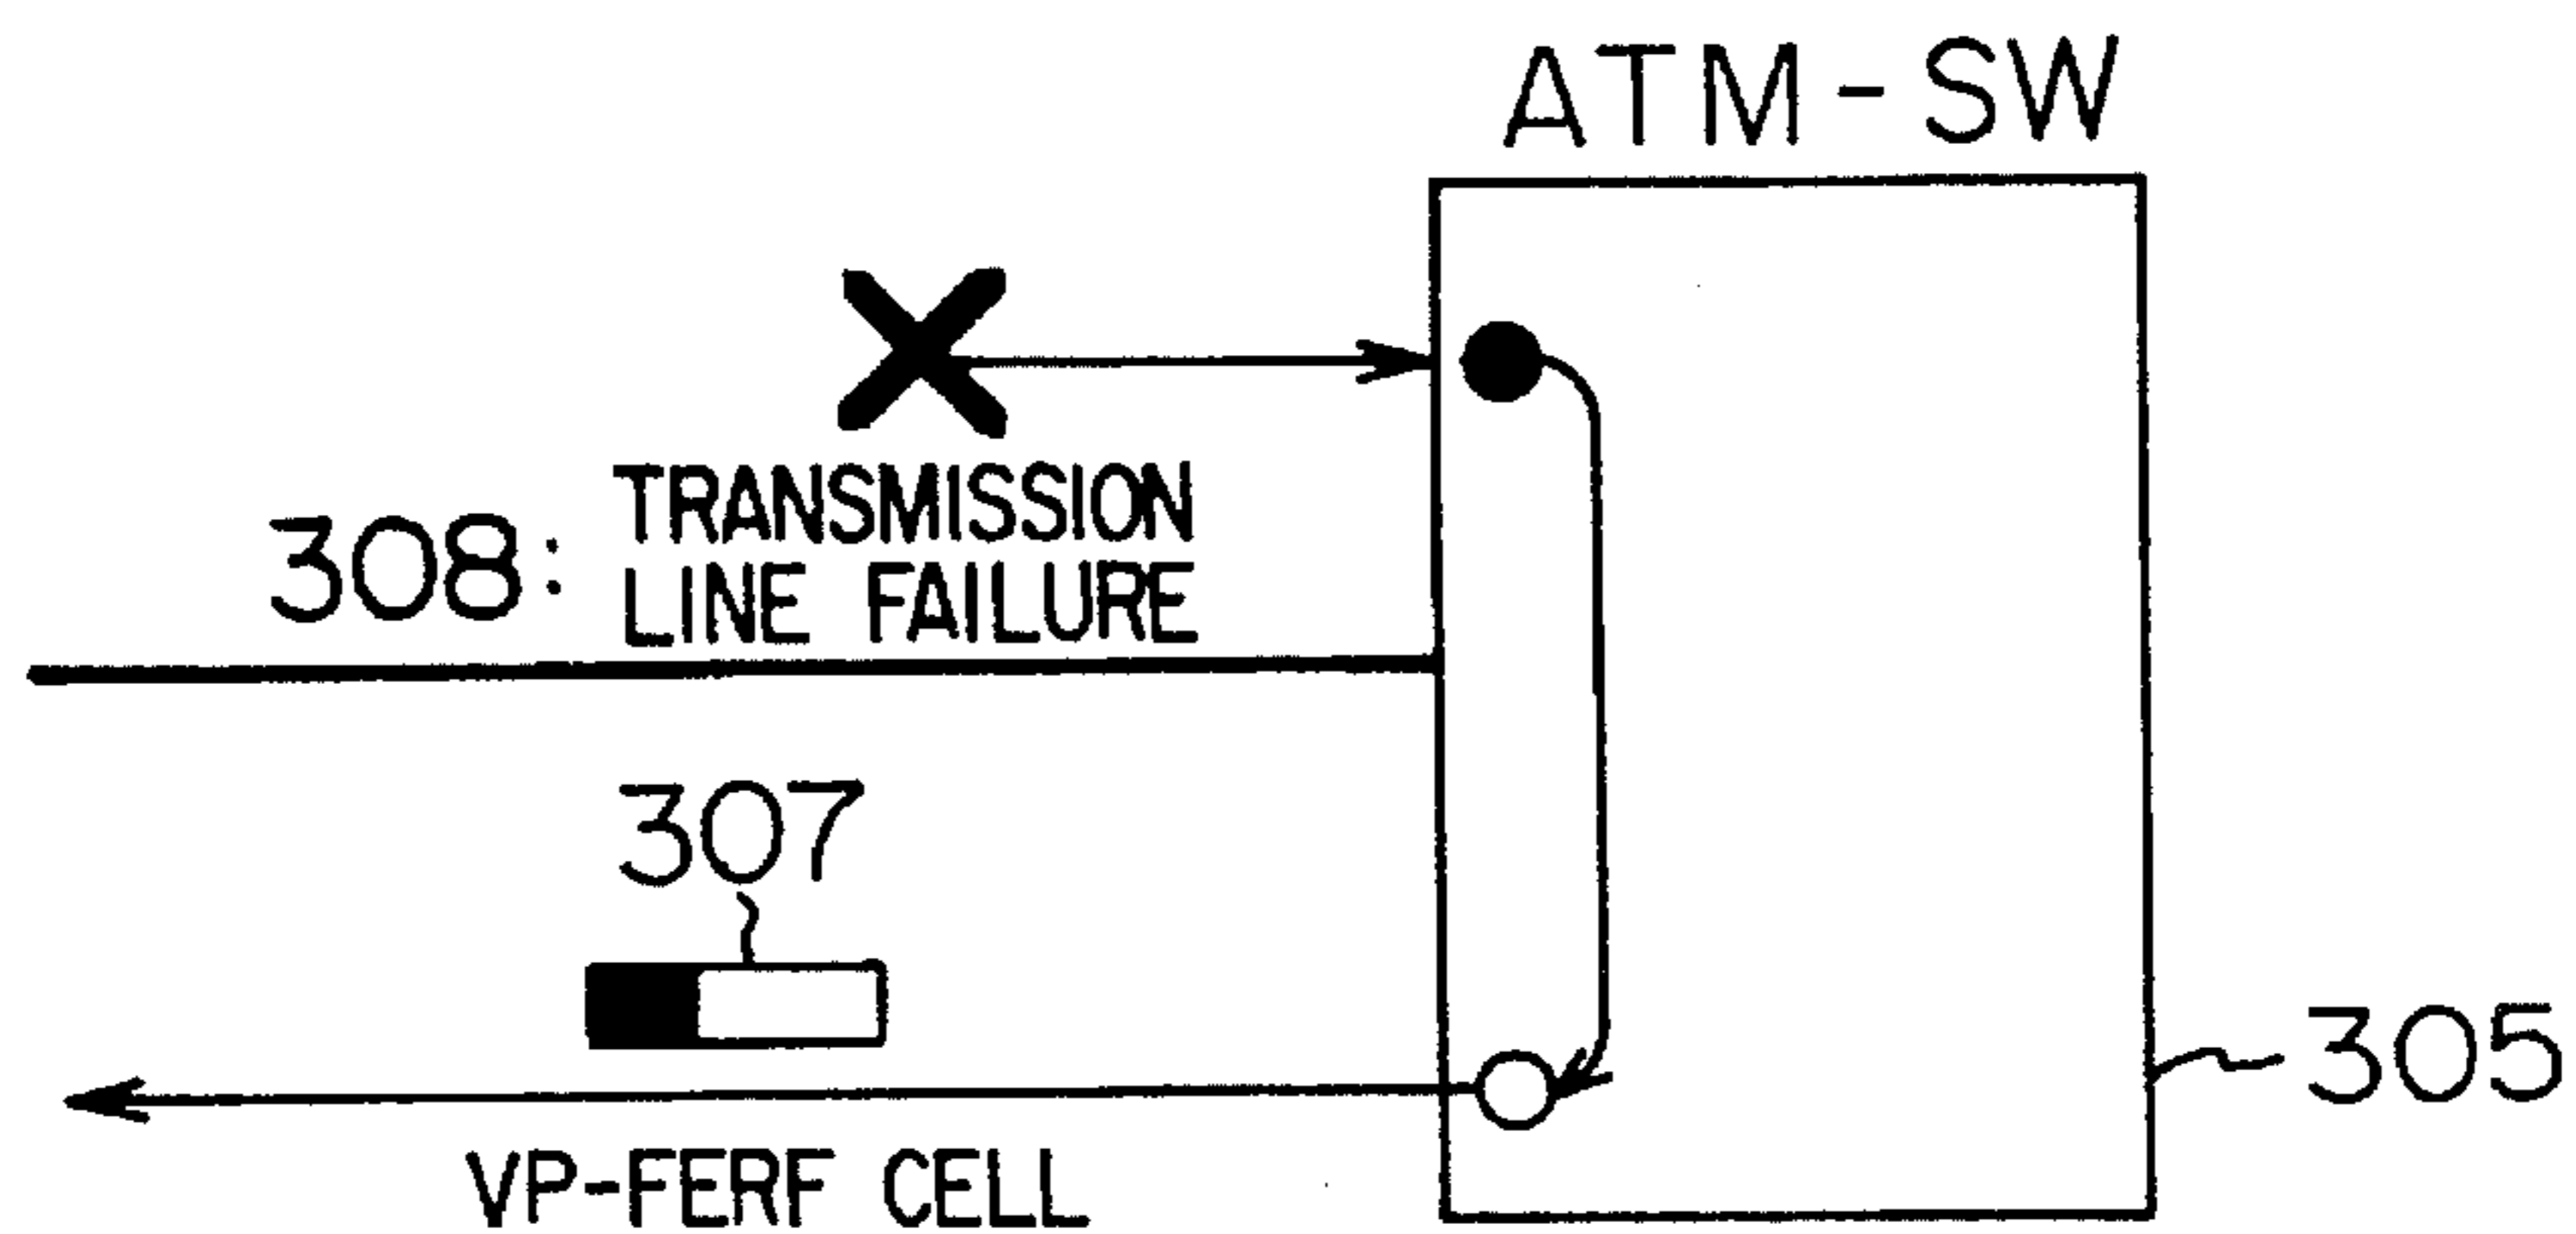 ATM-SW
308: TRANSMISSION
LINE FAILURE
307
305
VP-FERF CELL